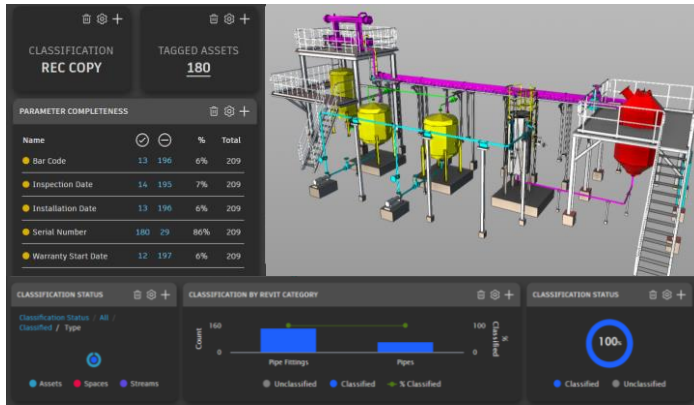 CLASSIFICATION
REC COPY
TAGGED ASSETS
180
PARAMETER COMPLETENESS
Name % Total
Bar Code 13 196 6% 209
Inspection Date 14 195 7% 209
Installation Date 13 196 6% 209
Serial Number 180 29 86% 209
Warranty Start Date 12 197 6% 209
CLASSIFICATION STATUS
Classification Status / All /
Classified / Type
Assets Spaces Streams
CLASSIFICATION BY REVIT CATEGORY
Count
160
0
100
0
% Classified
Pipe Fittings Pipes
Unclassified Classified % Classified
CLASSIFICATION STATUS
100%
Classified Unclassified